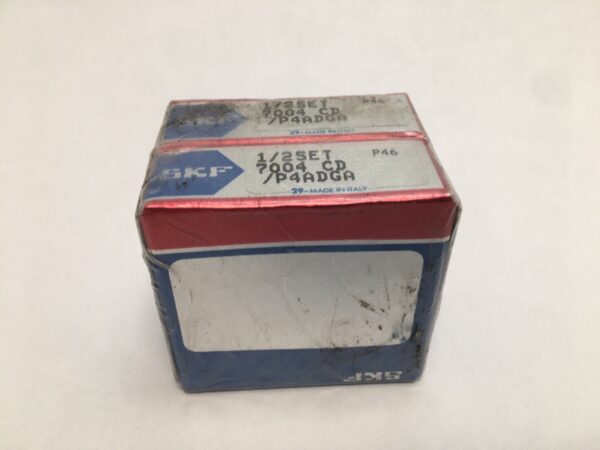 1/2SET P46
7004 CD
/P4ADGA
29-MADE IN ITALY
SKF
1/2SET P46
7004 CD
/P4ADGA
29-MADE IN ITALY
SKF